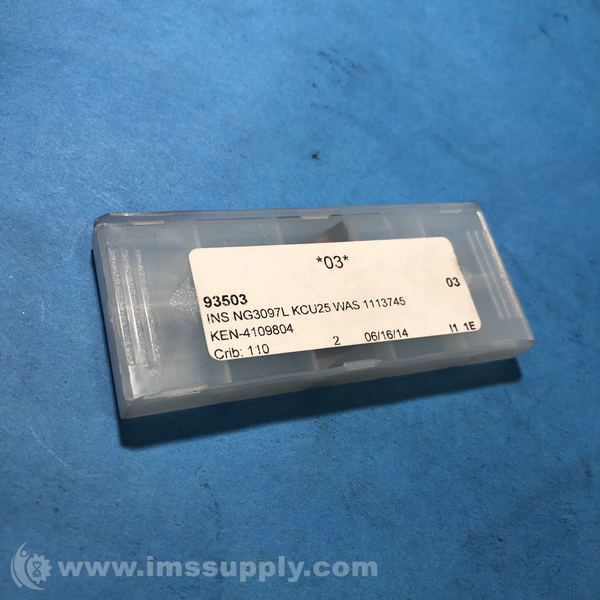 *03*
03
93503
INS NG3097L KCU25 WAS 1113745
KEN-4109804
Crib: 110 2 06/16/14 I1 1E
www.imssupply.com